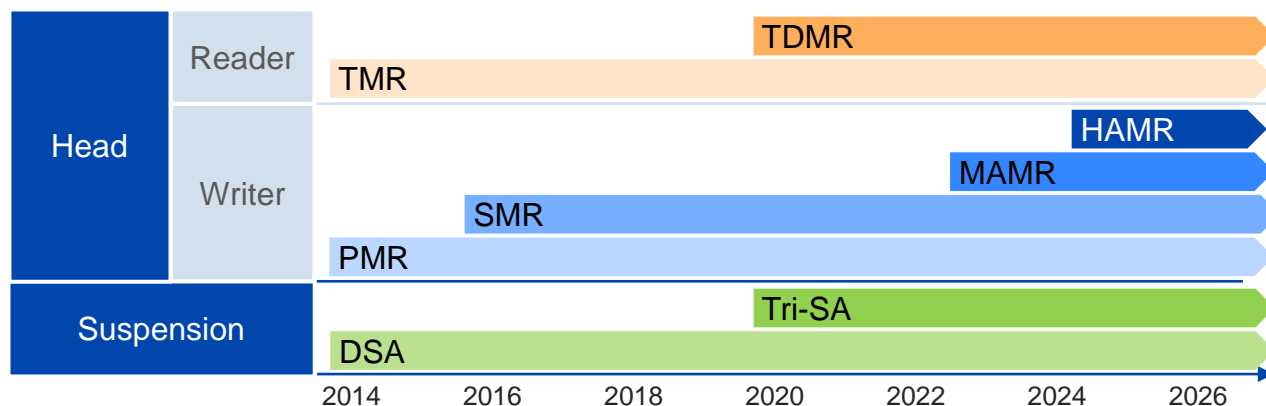 Head
Reader
TDMR
TMR
Writer
HAMR
MAMR
SMR
PMR
Suspension
Tri-SA
DSA
2014 2016 2018 2020 2022 2024 2026